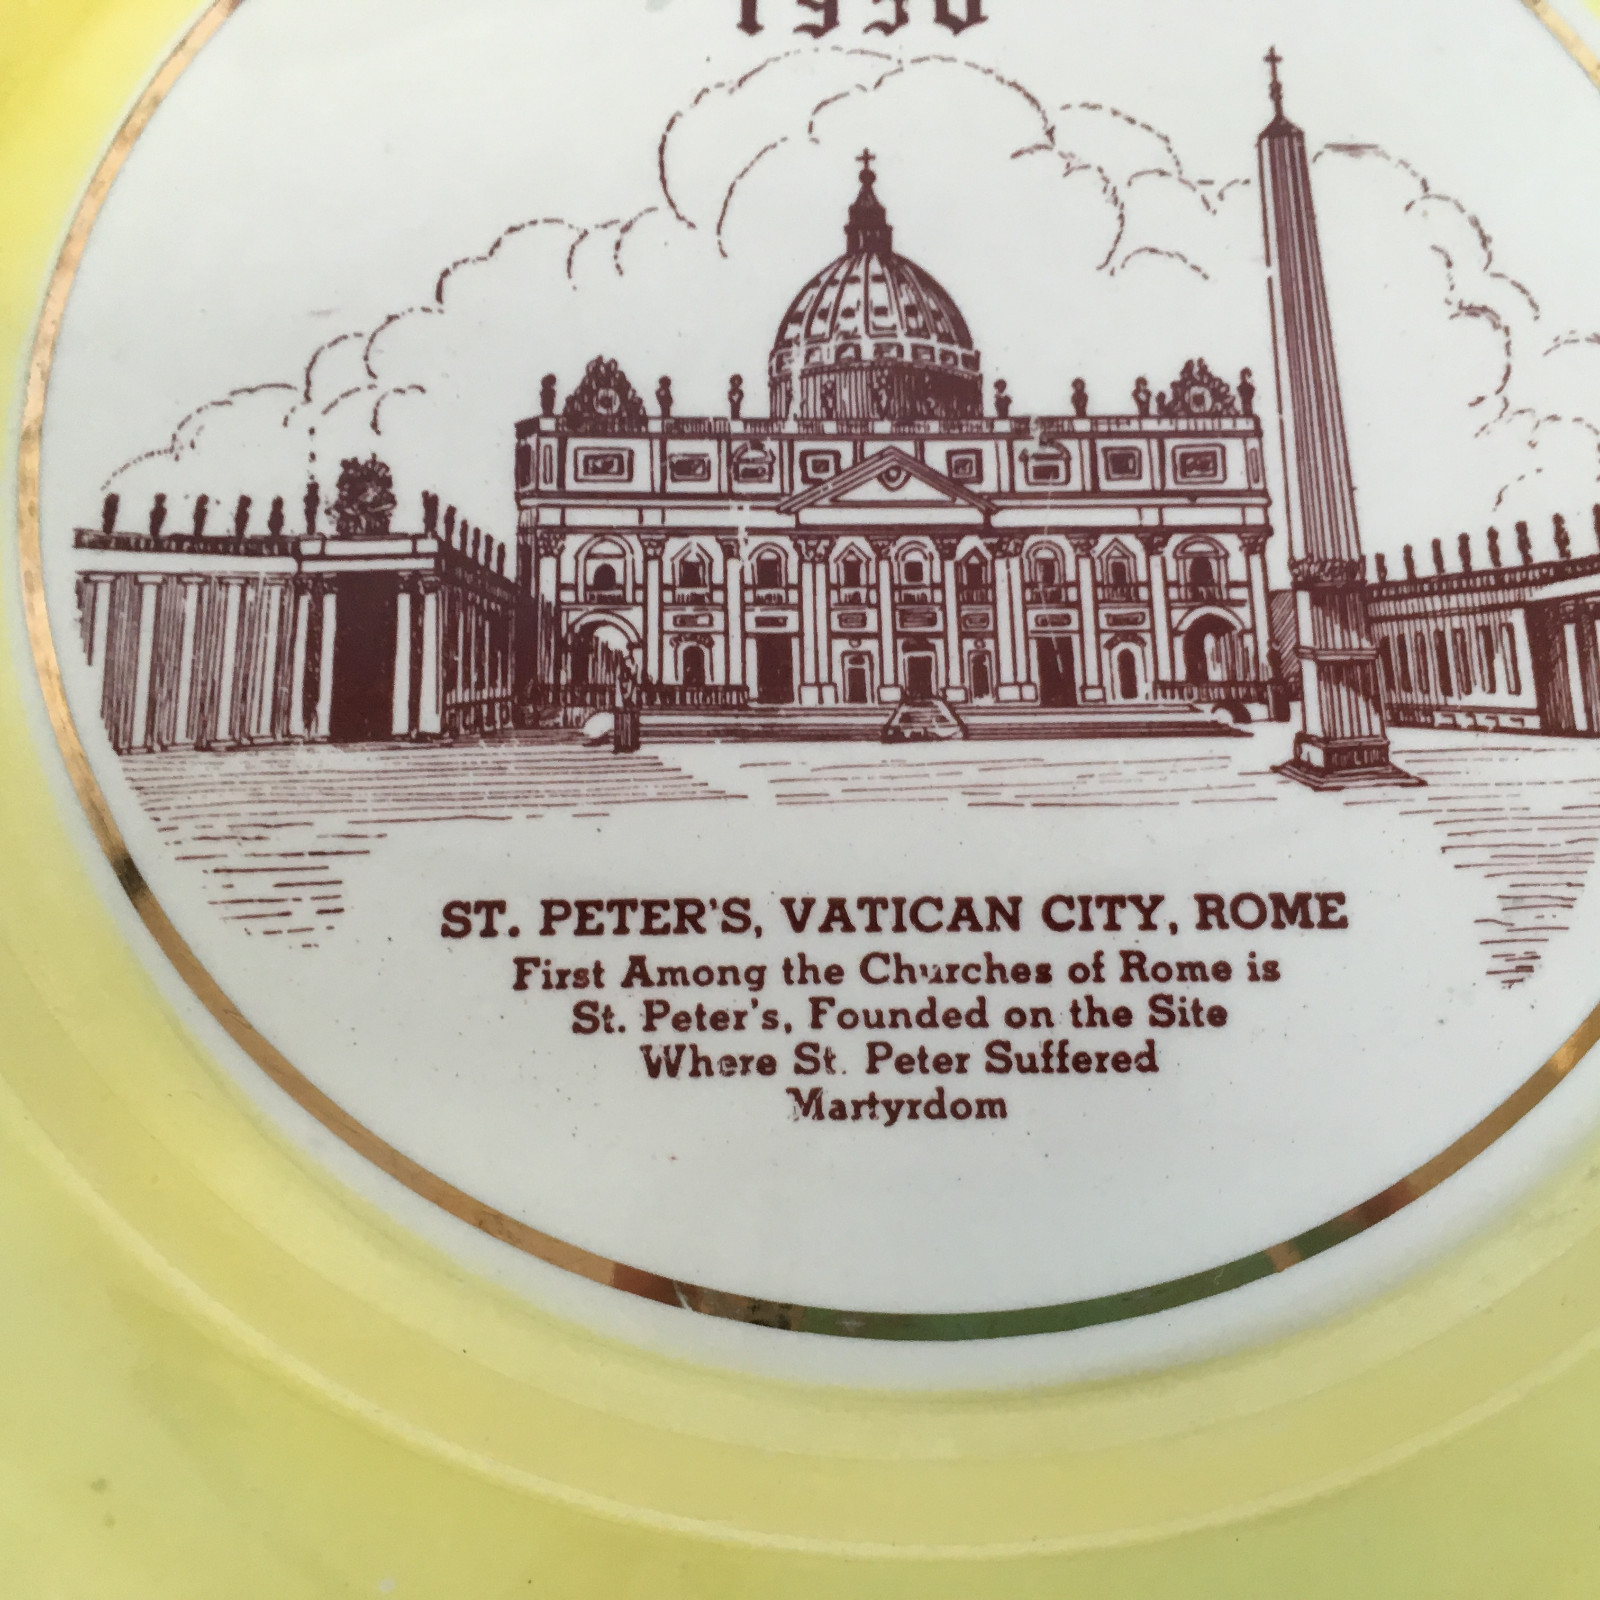 ST. PETER'S, VATICAN CITY, ROME
First Among the Churches of Rome is
St. Peter's, Founded on the Site
Where St. Peter Suffered
Martyrdom